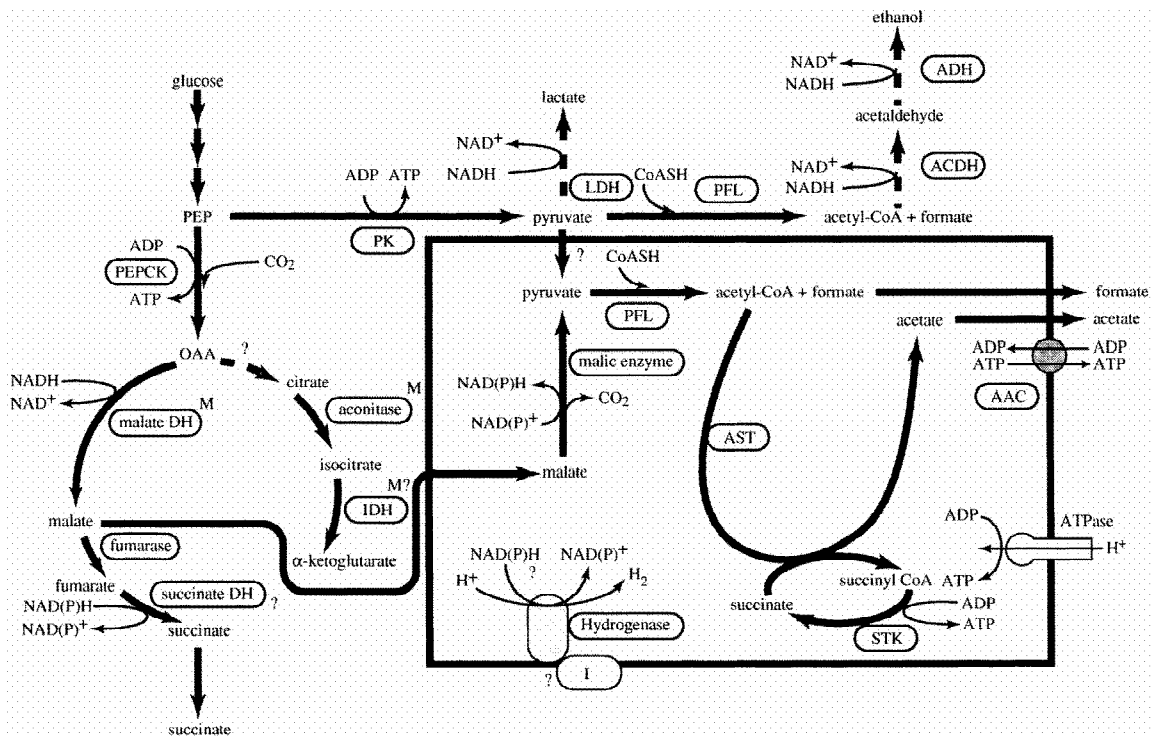 ethanol
NAD+
NADH
ADH
glucose
lactate
acetaldehyde
NAD+
NADH
LDH
ADP ATP
CoASH
PFL
NAD+
NADH
ACDH
PEP
PK
pyruvate
acetyl-CoA + formate
ADP
PEPCK
ATP
CO2
?
CoASH
pyruvate
PFL
acetyl-CoA + formate
formate
acetate
acetate
OAA
?
NADH
NAD+
M
malate DH
citrate
M
aconitase
malic enzyme
NAD(P)H
NAD(P)+
CO2
ADP
ATP
ADP
ATP
AAC
AST
isocitrate
M?
IDH
malate
malate
fumarase
α-ketoglutarate
fumarate
succinate DH
?
NAD(P)H
NAD(P)+
succinate
succinate
NAD(P)H
?
NAD(P)+
H+
H2
Hydrogenase
?
I
ADP
ATP
ATPase
H+
succinyl CoA
succinate
ADP
ATP
STK